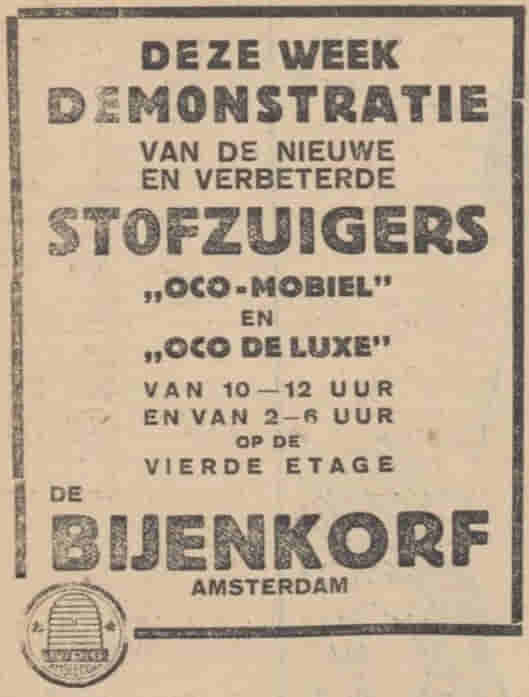 DEZE WEEK
DEMONSTRATIE
VAN DE NIEUWE
EN VERBETERDE
STOFZUIGERS
„OCO-MOBIEL”
EN
„OCO DE LUXE”
VAN 10—12 UUR
EN VAN 2—6 UUR
OP DE
VIERDE ETAGE
DE
BIJENKORF
AMSTERDAM
AMSTERDAM